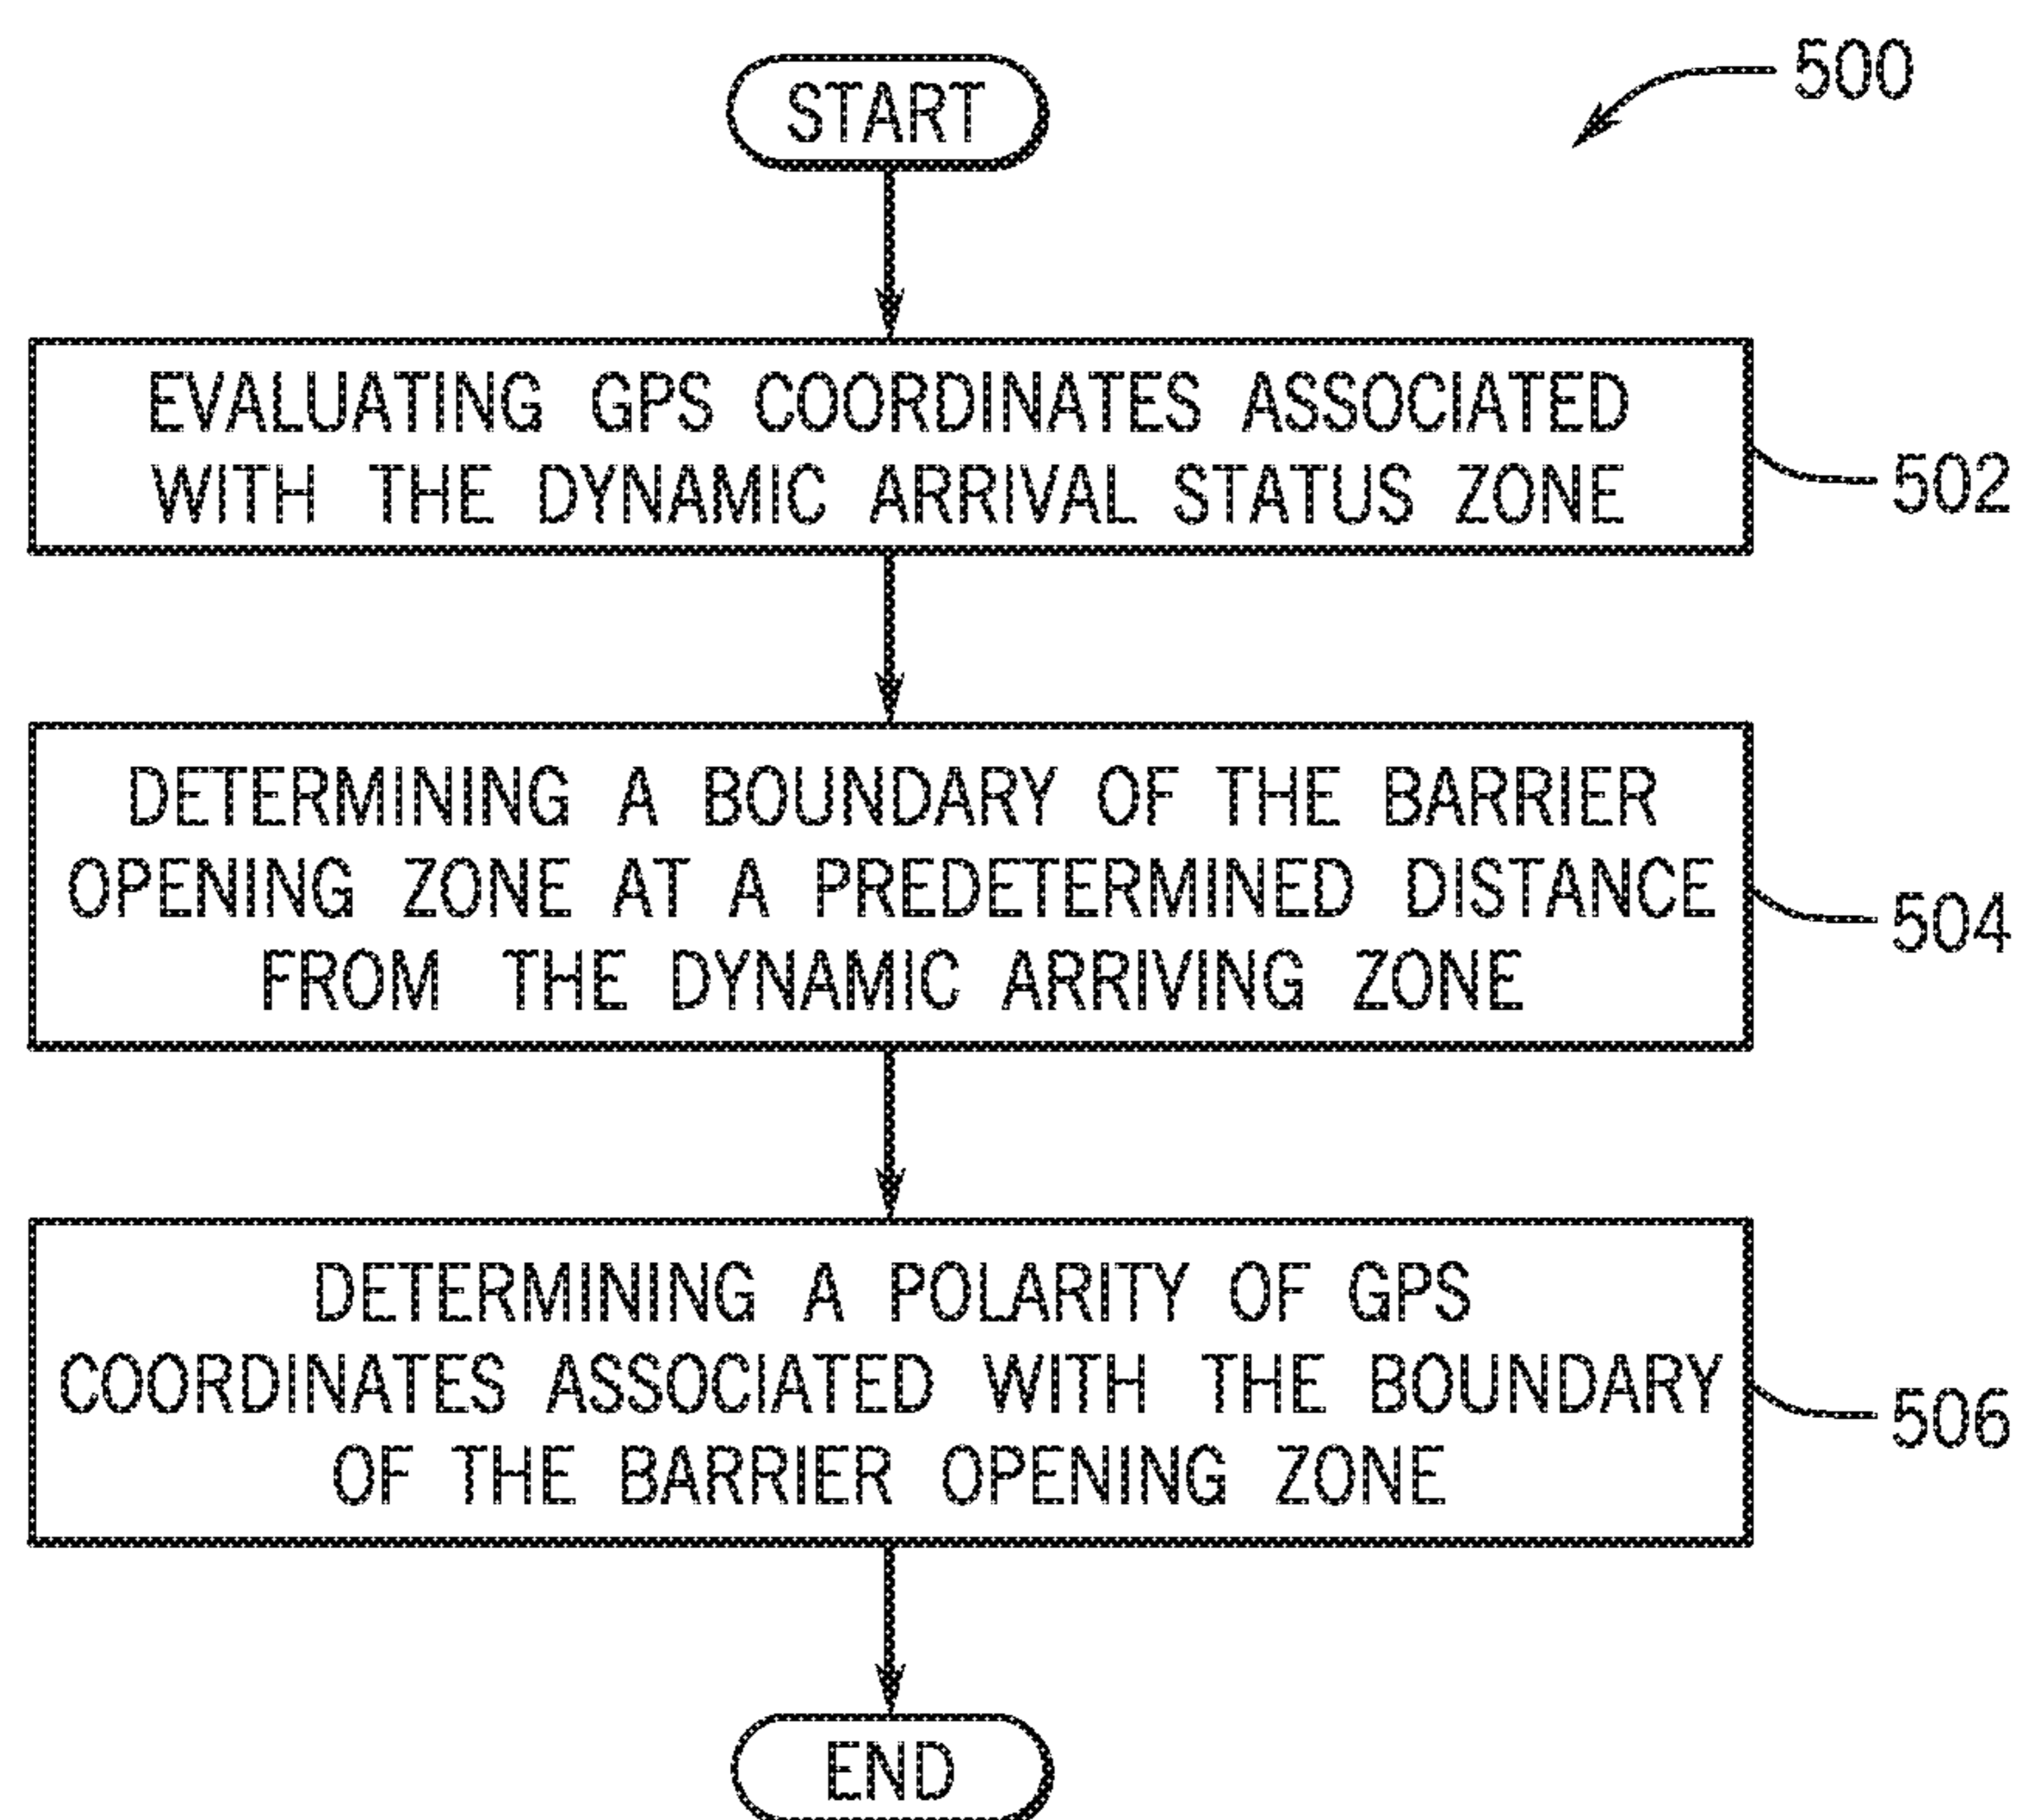 START
500
EVALUATING GPS COORDINATES ASSOCIATED
WITH THE DYNAMIC ARRIVAL STATUS ZONE
502
DETERMINING A BOUNDARY OF THE BARRIER
OPENING ZONE AT A PREDETERMINED DISTANCE
FROM THE DYNAMIC ARRIVING ZONE
504
DETERMINING A POLARITY OF GPS
COORDINATES ASSOCIATED WITH THE BOUNDARY
OF THE BARRIER OPENING ZONE
506
END